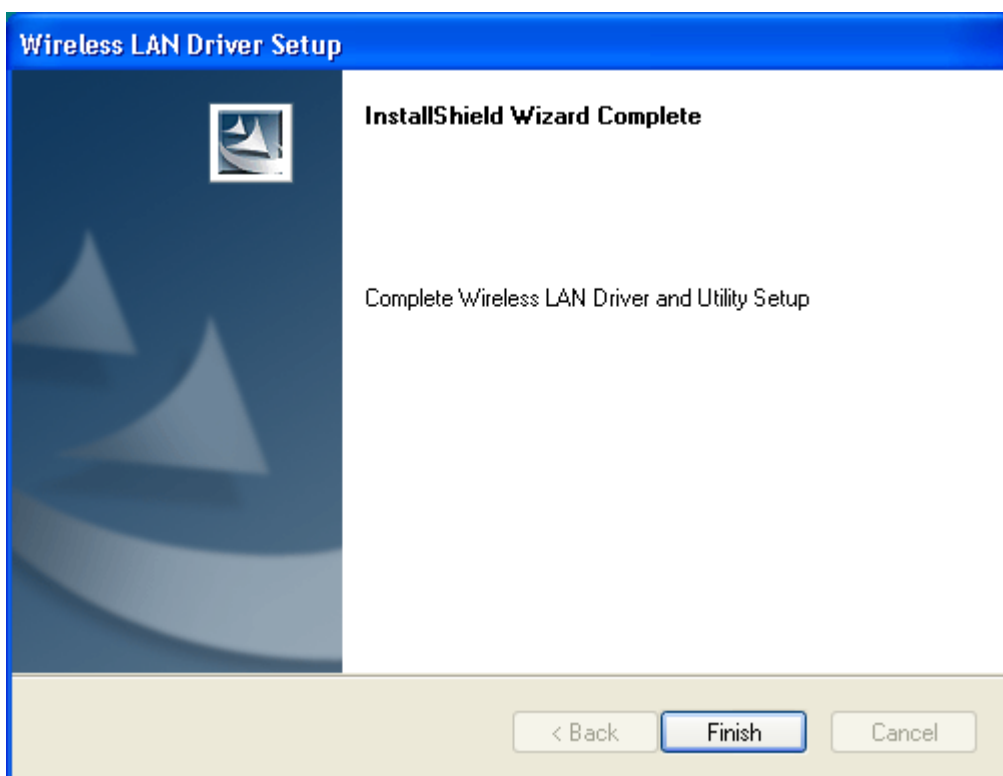 Wireless LAN Driver Setup
InstallShield Wizard Complete
Complete Wireless LAN Driver and Utility Setup
< Back Finish Cancel